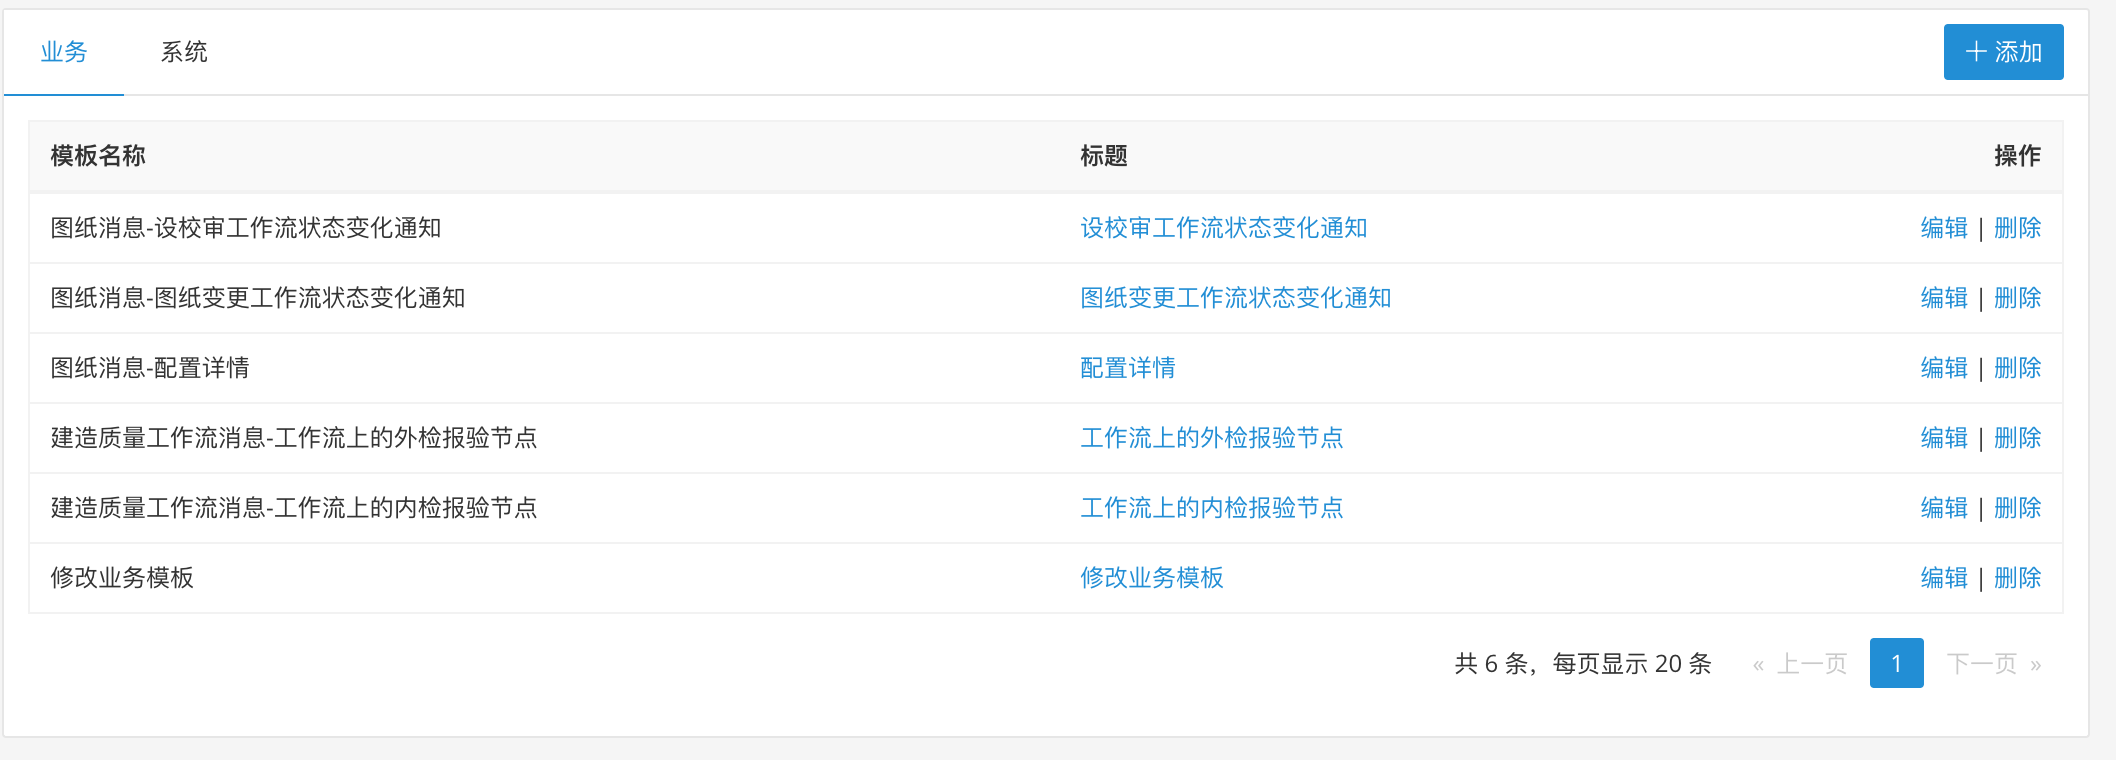 业务 系统 添加
模板名称 标题 操作
图纸消息-设校审工作流状态变化通知 设校审工作流状态变化通知 编辑 | 删除
图纸消息-图纸变更工作流状态变化通知 图纸变更工作流状态变化通知 编辑 | 删除
图纸消息-配置详情 配置详情 编辑 | 删除
建造质量工作流消息-工作流上的外检报验节点 工作流上的外检报验节点 编辑 | 删除
建造质量工作流消息-工作流上的内检报验节点 工作流上的内检报验节点 编辑 | 删除
修改业务模板 修改业务模板 编辑 | 删除
共 6 条，每页显示 20 条 « 上一页 1 下一页 »